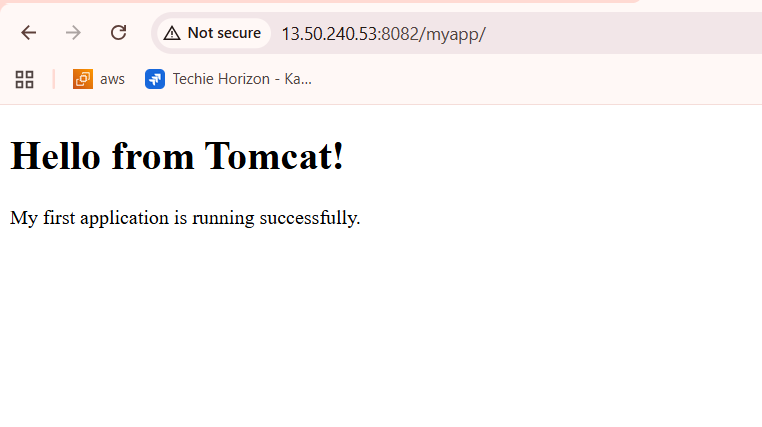 Not secure 13.50.240.53:8082/myapp/
aws Techie Horizon - Ka...
Hello from Tomcat!
My first application is running successfully.